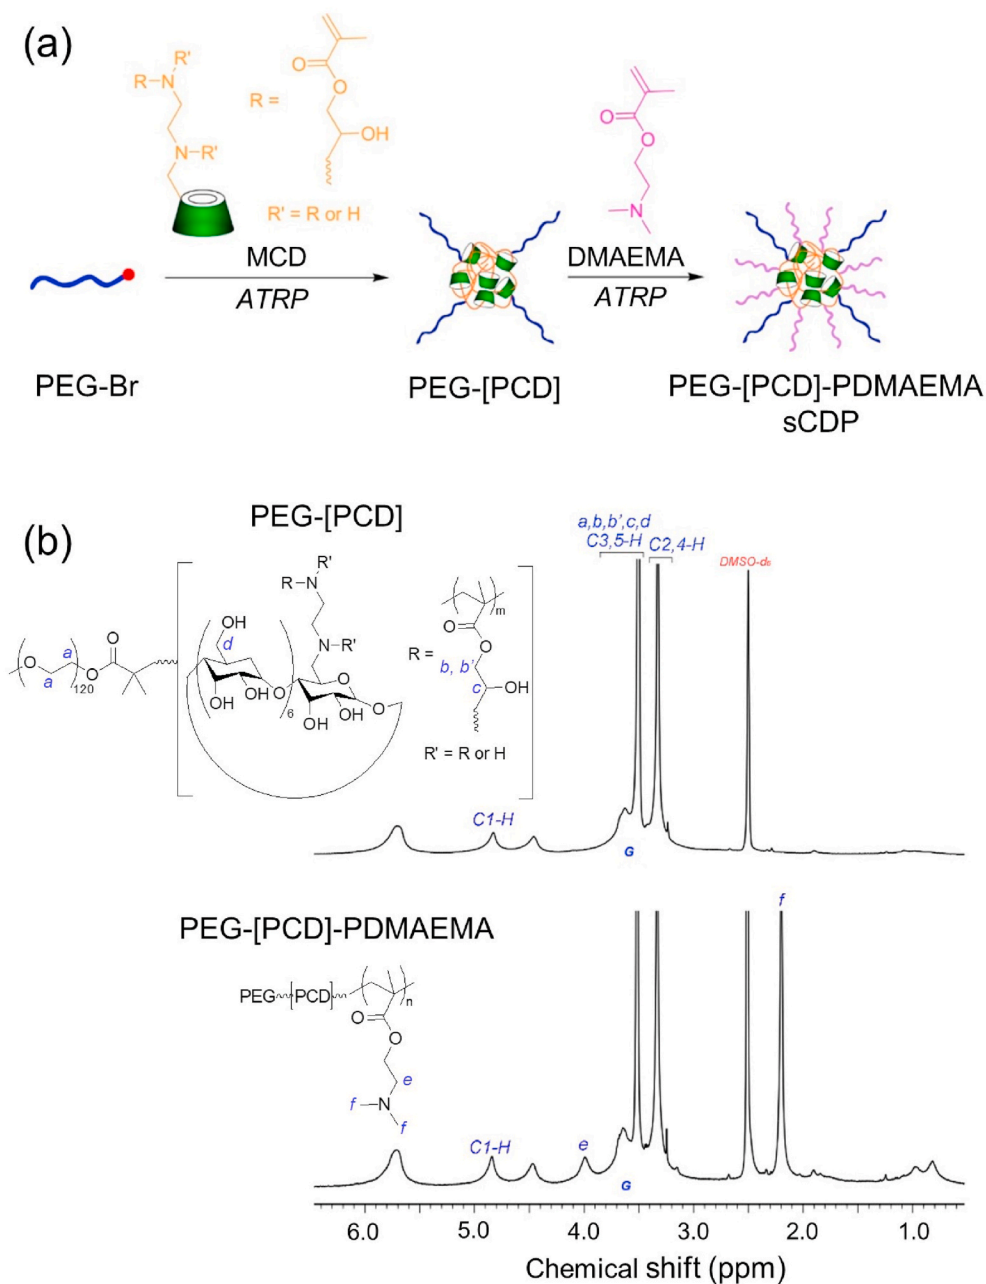 (a)
R'
R
N
N
R'
R =
O
O
OH
R' = R or H
O
O
N
MCD
ATRP
DMAEMA
ATRP
PEG-Br
PEG-[PCD]
PEG-[PCD]-PDMAEMA
sCDP
(b)
PEG-[PCD]
a,b,b',c,d
C3,5-H
C2,4-H
DMSO-d6
R'
R
N
N
R'
OH
d
a
O
O
a
120
O
O
OH
OH
O
6
OH
OH
O
O
m
O
O
R =
b, b'
c
OH
R' = R or H
C1-H
G
PEG-[PCD]-PDMAEMA
PEG
[PCD]
n
O
O
e
f
N
f
f
C1-H
e
G
6.0 5.0 4.0 3.0 2.0 1.0
Chemical shift (ppm)